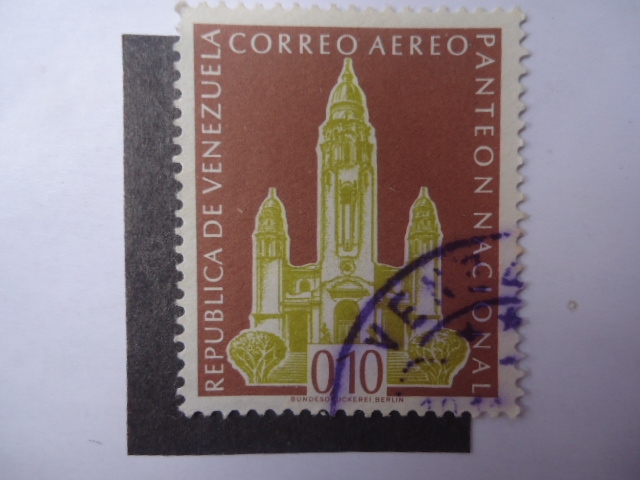 REPUBLICA DE VENEZUELA
CORREO AEREO
PANTEON NACIONAL
0,10
BUNDESDRUCKEREI, BERLIN